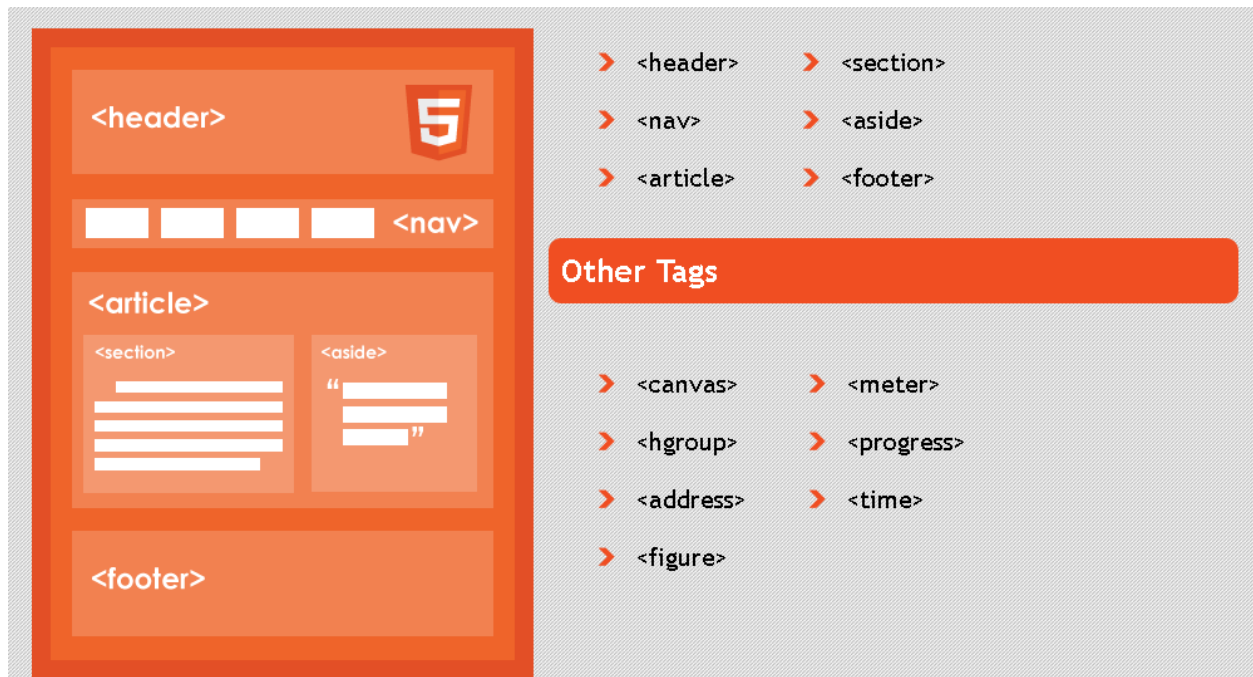 <header>
5
<nav>
<article>
<section> <aside>
“
”
<footer>
<header> <section>
<nav> <aside>
<article> <footer>
Other Tags
<canvas> <meter>
<hgroup> <progress>
<address> <time>
<figure>